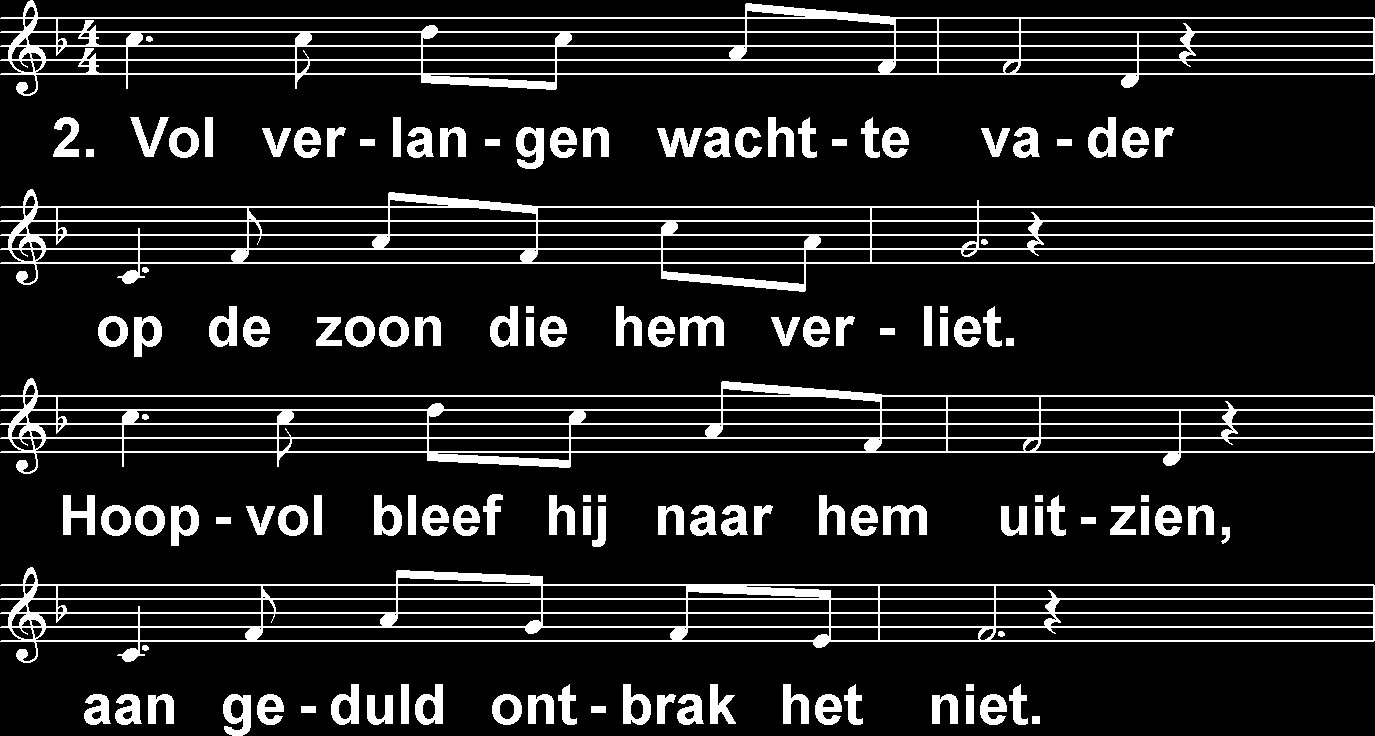 2. Vol ver - lan - gen wacht - te va - der
op de zoon die hem ver - liet.
Hoop - vol bleef hij naar hem uit - zien,
aan ge - duld ont - brak het niet.